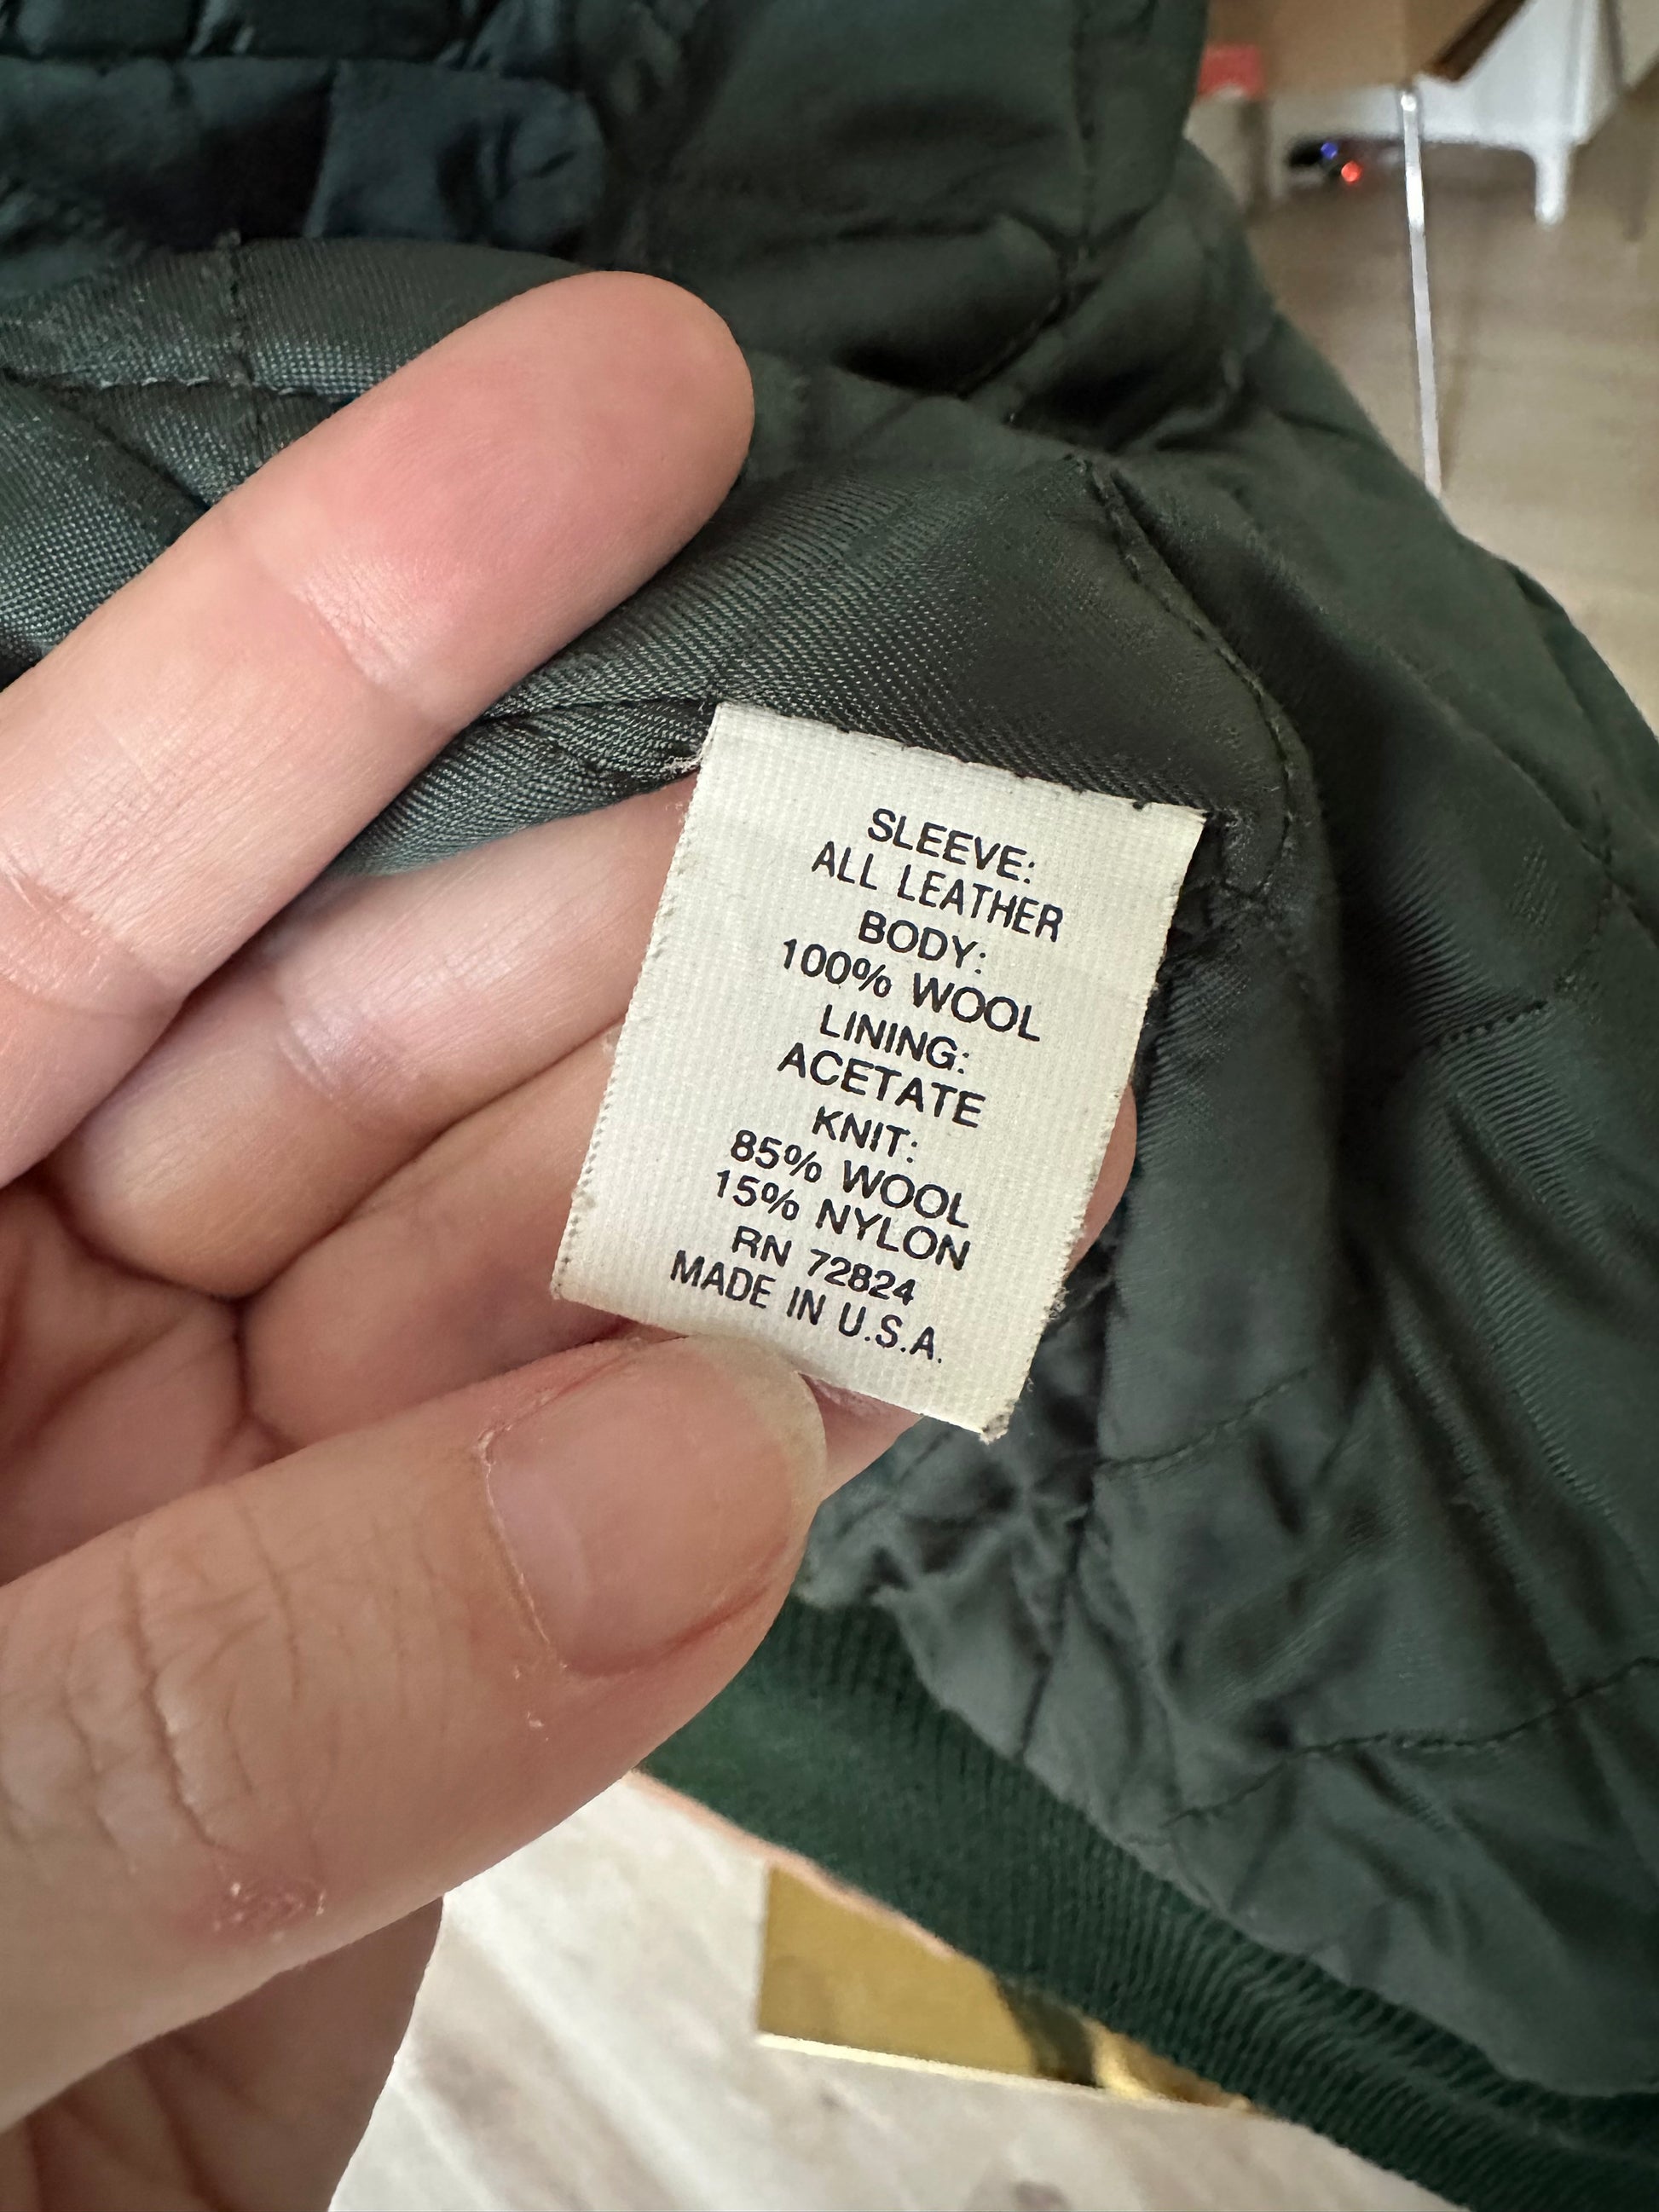 SLEEVE:
ALL LEATHER
BODY:
100% WOOL
LINING:
ACETATE
KNIT:
85% WOOL
15% NYLON
RN 72824
MADE IN U.S.A.